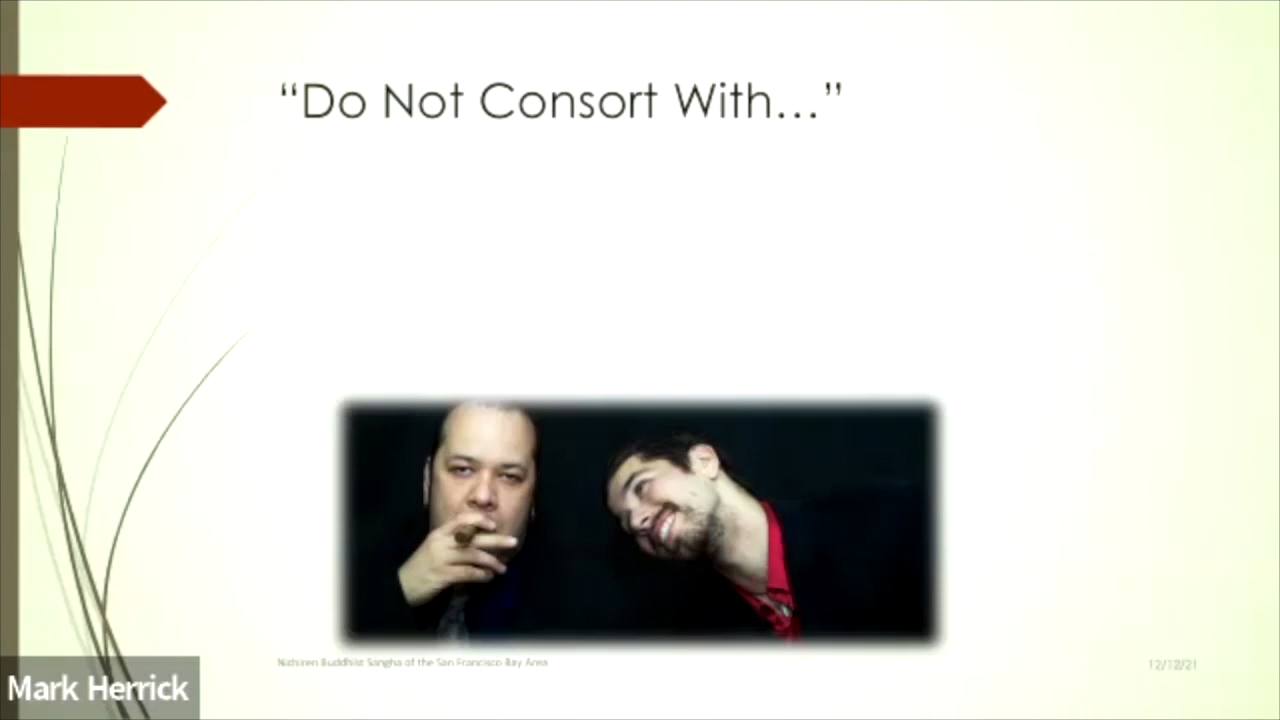 “Do Not Consort With…”
Nichiren Buddhist Sangha of the San Francisco Bay Area
12/12/21
Mark Herrick